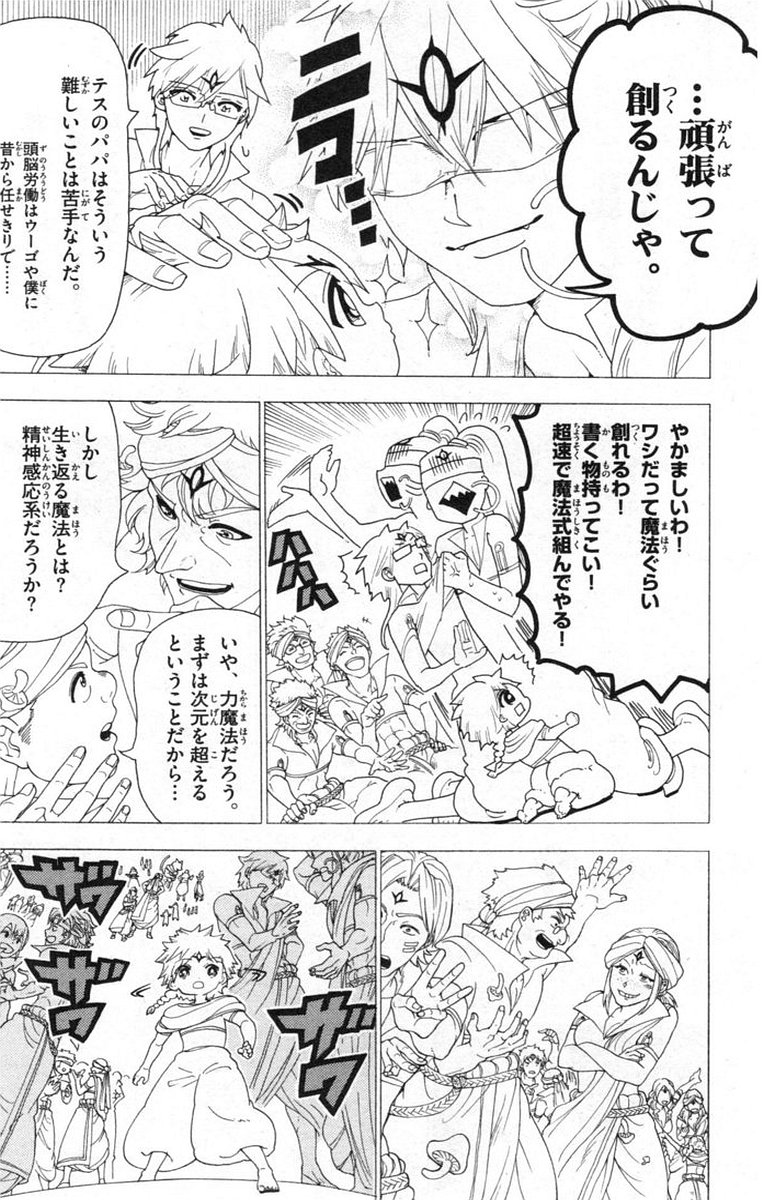 …頑張って
創るんじゃ。
ニコ…
テスのパパはそういう
難しいことは苦手なんだ。
頭脳労働はウーゴや僕に
昔から任せきりで……
やかましいわ！
ワシだって魔法ぐらい
創れるわ！
書く物持ってこい！
超速で魔法式組んでやる！
ハハハ
しかし
生き返る魔法とは？
精神感応系だろうか？
いや、力魔法だろう。
まずは次元を超える
ということだから…
ザワ
ザワ
ザワ